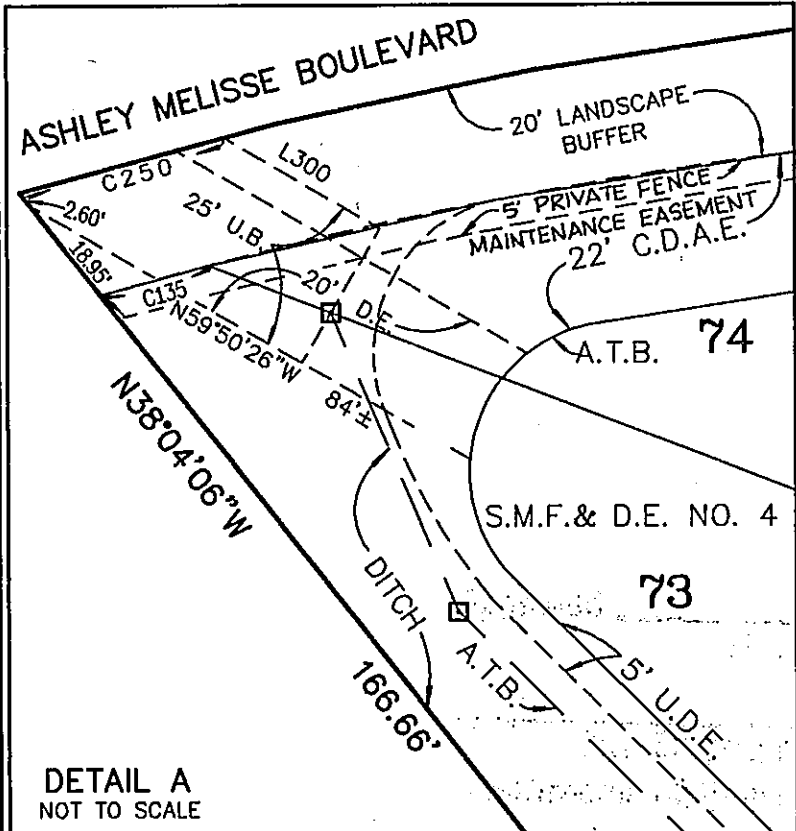 ASHLEY MELISSE BOULEVARD
20' LANDSCAPE
BUFFER
C250
L300
2.60'
25' U.B.
5' PRIVATE FENCE
MAINTENANCE EASEMENT
22' C.D.A.E.
18.95'
C135
20'
D.E.
N59°50'26"W
84'±
A.T.B.
74
N38°04'06"W
S.M.F.& D.E. NO. 4
73
DITCH
A.T.B.
5' U.D.E.
166.66'
DETAIL A
NOT TO SCALE